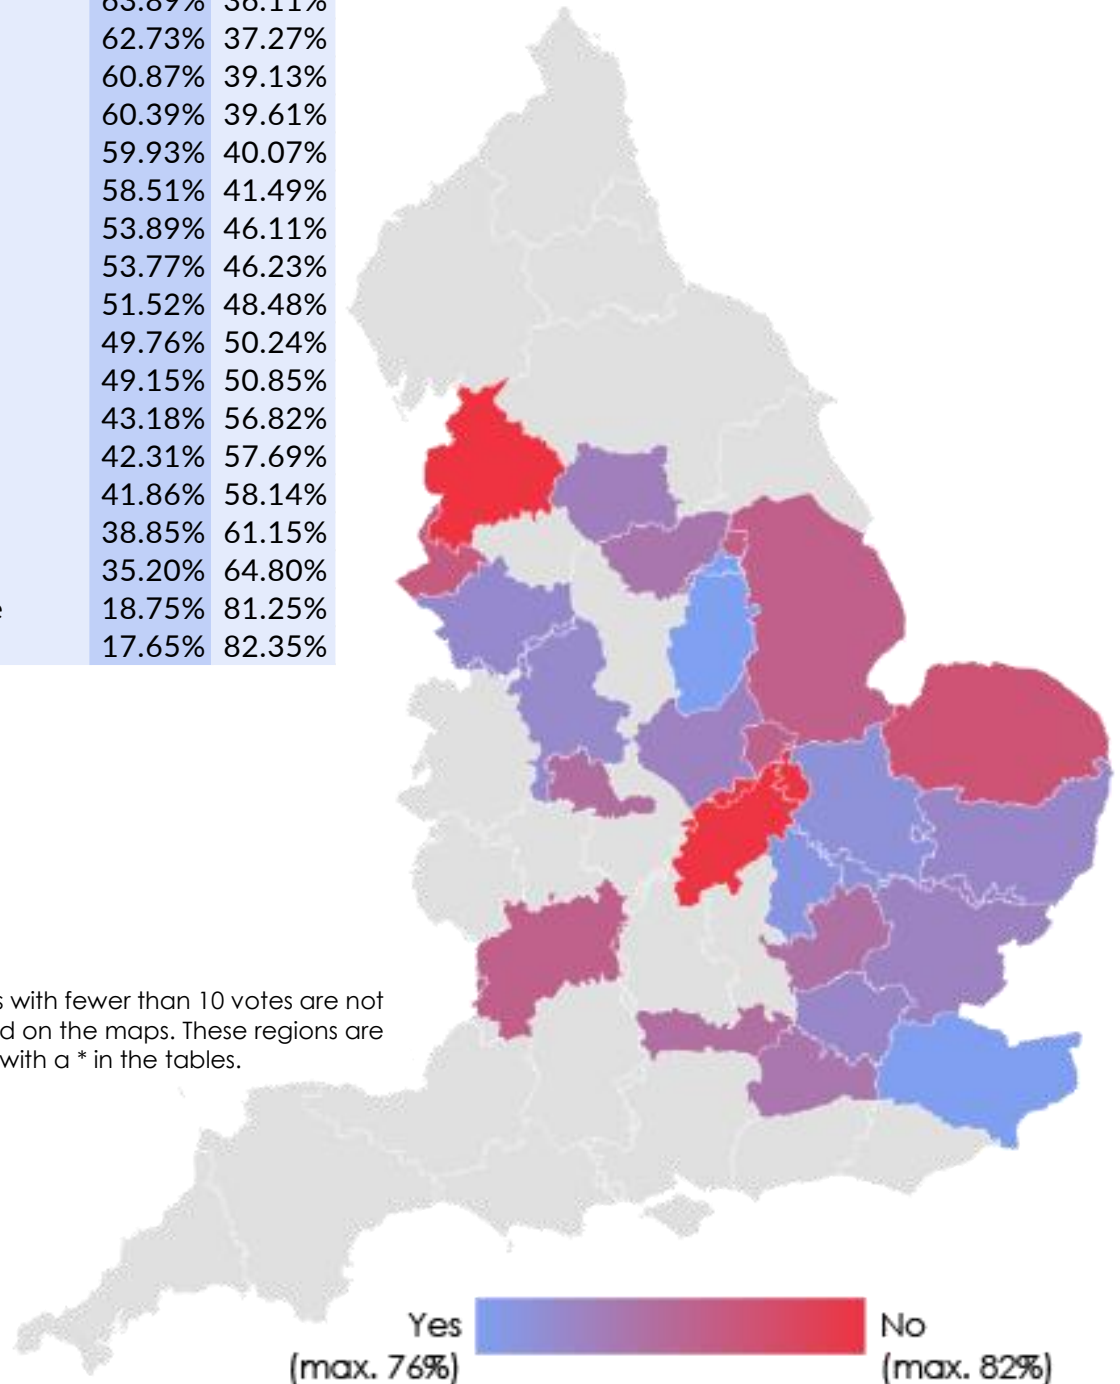 63.89% 36.11%
62.73% 37.27%
60.87% 39.13%
60.39% 39.61%
59.93% 40.07%
58.51% 41.49%
53.89% 46.11%
53.77% 46.23%
51.52% 48.48%
49.76% 50.24%
49.15% 50.85%
43.18% 56.82%
42.31% 57.69%
41.86% 58.14%
38.85% 61.15%
35.20% 64.80%
e 18.75% 81.25%
17.65% 82.35%
s with fewer than 10 votes are not
d on the maps. These regions are
with a * in the tables.
Yes
(max. 76%)
No
(max. 82%)